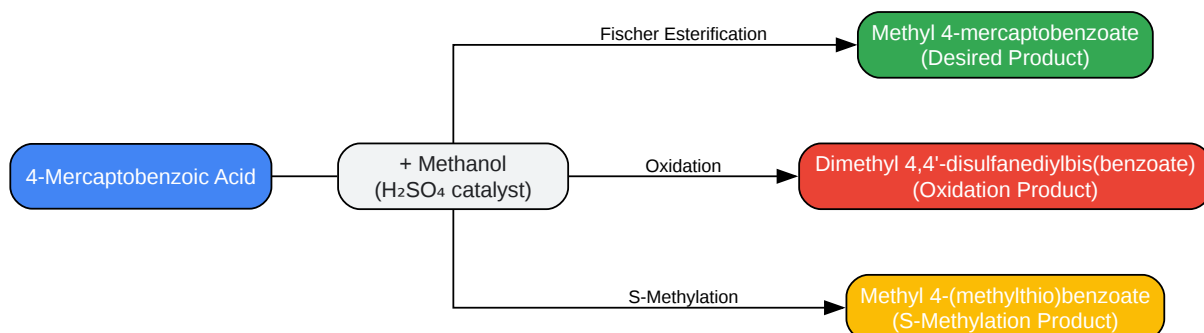 Fischer Esterification
Methyl 4-mercaptobenzoate
(Desired Product)
4-Mercaptobenzoic Acid
+ Methanol
(H₂SO₄ catalyst)
Oxidation
Dimethyl 4,4'-disulfanediylbis(benzoate)
(Oxidation Product)
S-Methylation
Methyl 4-(methylthio)benzoate
(S-Methylation Product)